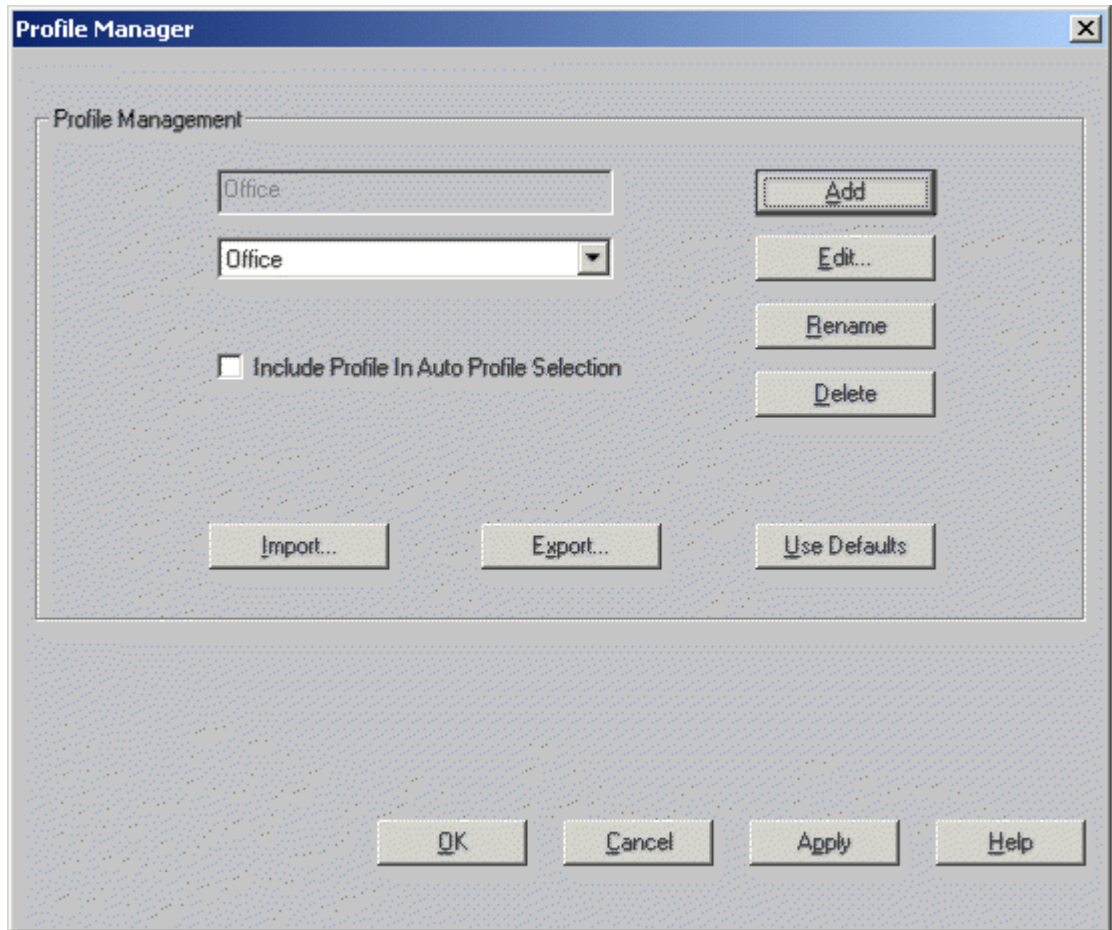 Profile Manager
Profile Management
Office
Add
Office
Edit...
Rename
Include Profile In Auto Profile Selection
Delete
Import...
Export...
Use Defaults
OK
Cancel
Apply
Help